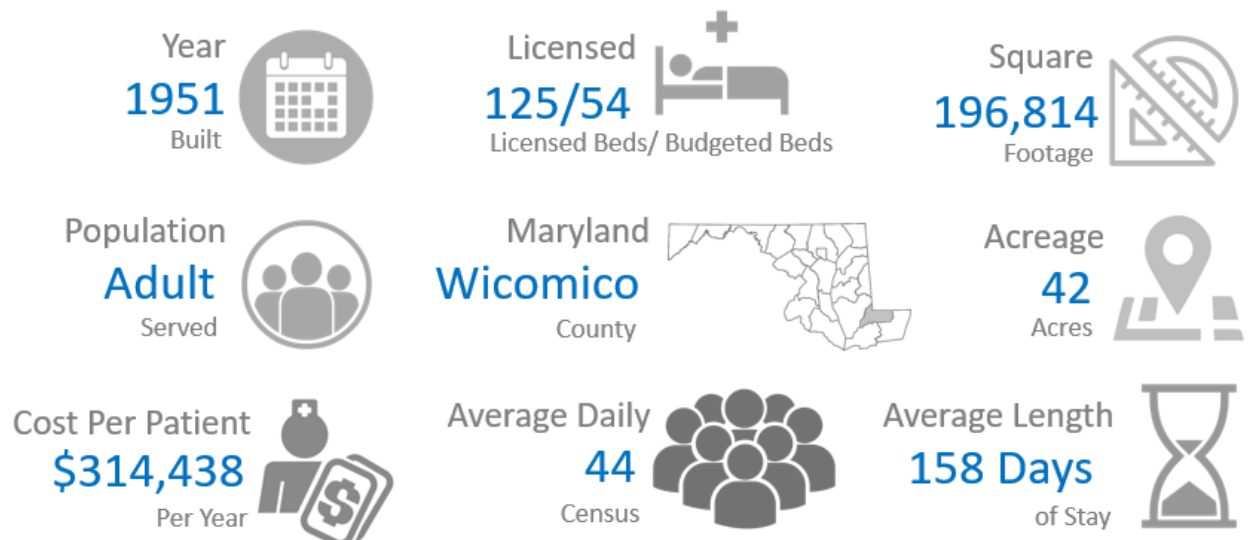 Year
1951
Built
Licensed
125/54
Licensed Beds/ Budgeted Beds
Square
196,814
Footage
Population
Adult
Served
Maryland
Wicomico
County
Acreage
42
Acres
Cost Per Patient
$314,438
Per Year
$
Average Daily
44
Census
Average Length
158 Days
of Stay